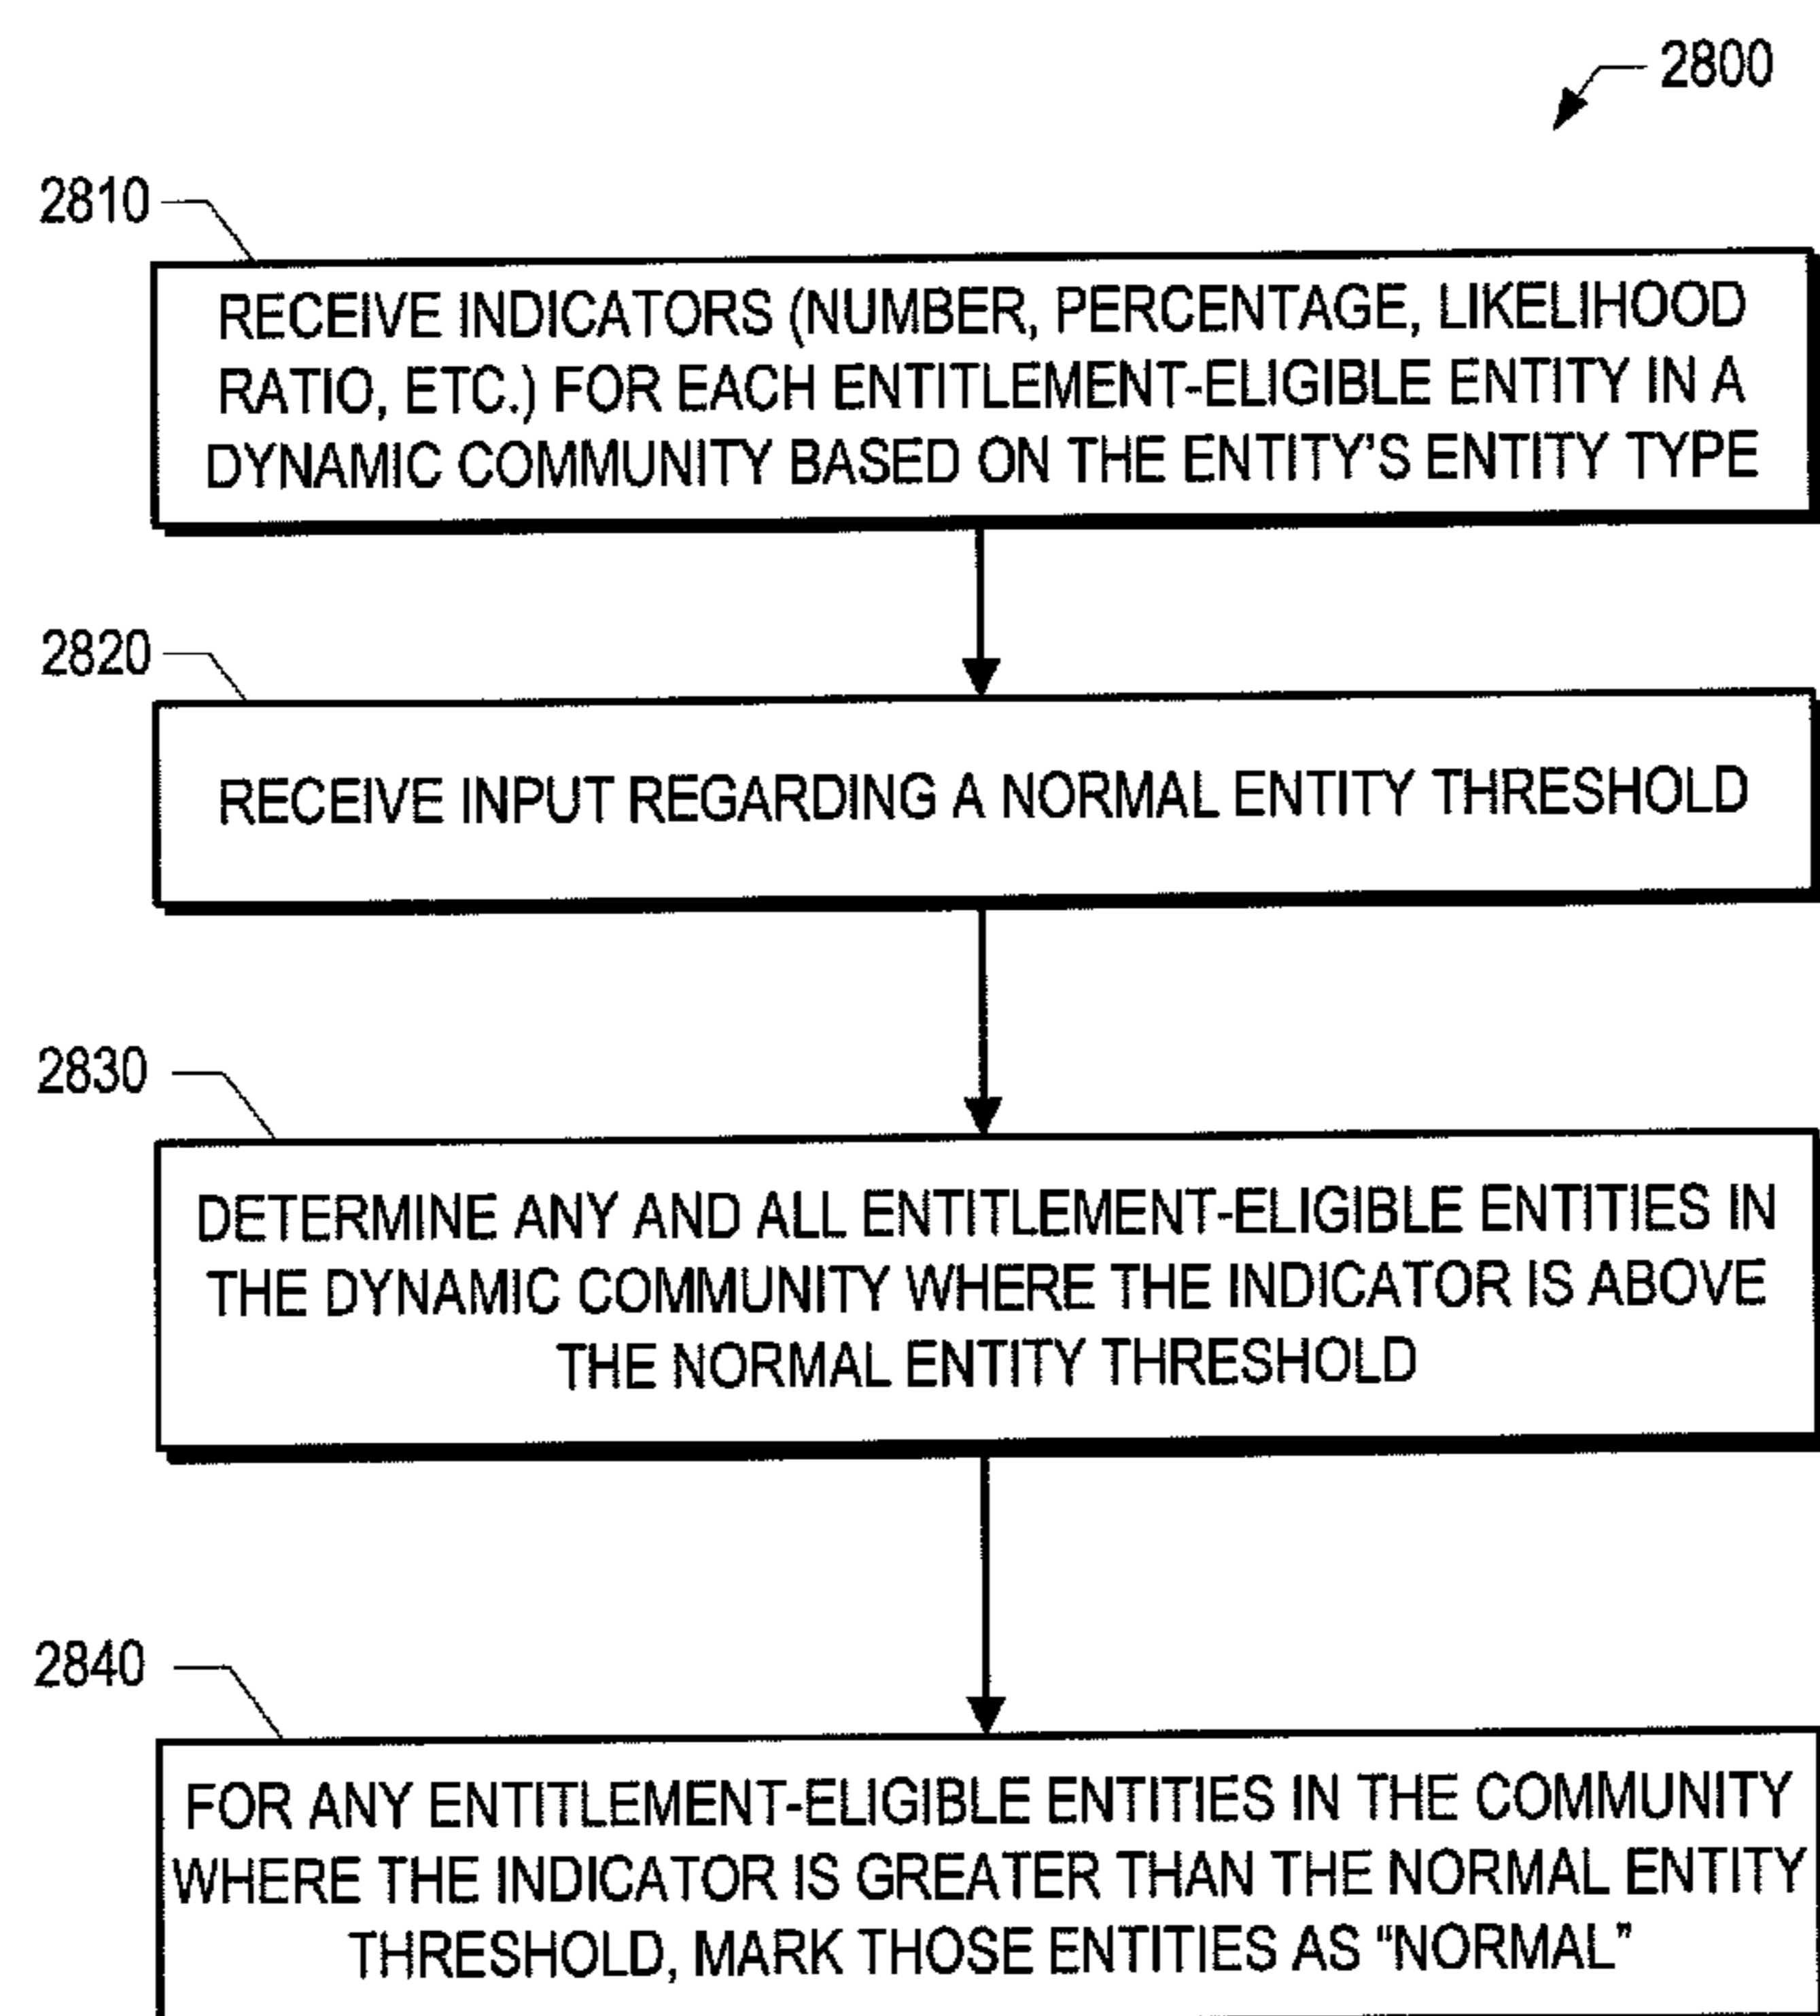 2800
2810
RECEIVE INDICATORS (NUMBER, PERCENTAGE, LIKELIHOOD
RATIO, ETC.) FOR EACH ENTITLEMENT-ELIGIBLE ENTITY IN A
DYNAMIC COMMUNITY BASED ON THE ENTITY'S ENTITY TYPE
2820
RECEIVE INPUT REGARDING A NORMAL ENTITY THRESHOLD
2830
DETERMINE ANY AND ALL ENTITLEMENT-ELIGIBLE ENTITIES IN
THE DYNAMIC COMMUNITY WHERE THE INDICATOR IS ABOVE
THE NORMAL ENTITY THRESHOLD
2840
FOR ANY ENTITLEMENT-ELIGIBLE ENTITIES IN THE COMMUNITY
WHERE THE INDICATOR IS GREATER THAN THE NORMAL ENTITY
THRESHOLD, MARK THOSE ENTITIES AS “NORMAL”